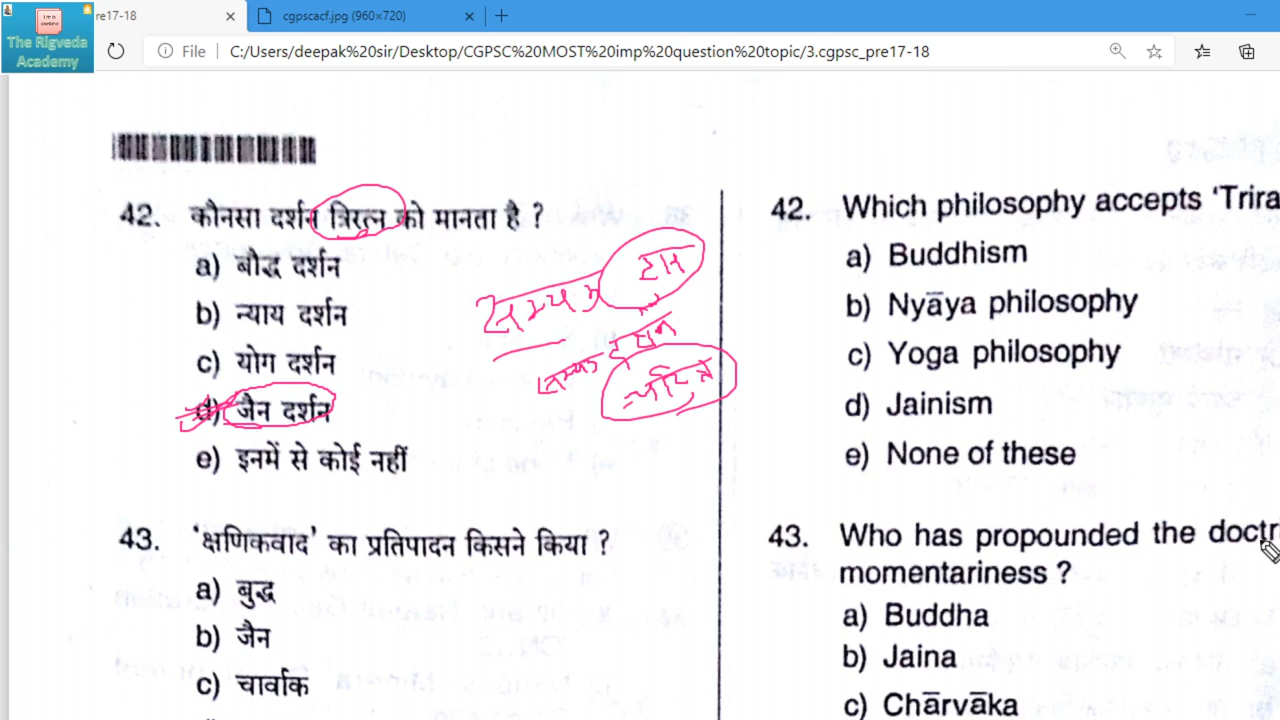 The Rigveda
Academy
re17-18
cgpscacf.jpg (960×720)
File
C:/Users/deepak%20sir/Desktop/CGPSC%20MOST%20imp%20question%20topic/3.cgpsc_pre17-18
42. कौनसा दर्शन त्रिरत्न को मानता है ?
a) बौद्ध दर्शन
b) न्याय दर्शन
c) योग दर्शन
d) जैन दर्शन
e) इनमें से कोई नहीं
43. 'क्षणिकवाद' का प्रतिपादन किसने किया ?
a) बुद्ध
b) जैन
c) चार्वाक
42. Which philosophy accepts 'Trira
a) Buddhism
b) Nyāya philosophy
c) Yoga philosophy
d) Jainism
e) None of these
43. Who has propounded the doctri
momentariness ?
a) Buddha
b) Jaina
c) Chārvāka